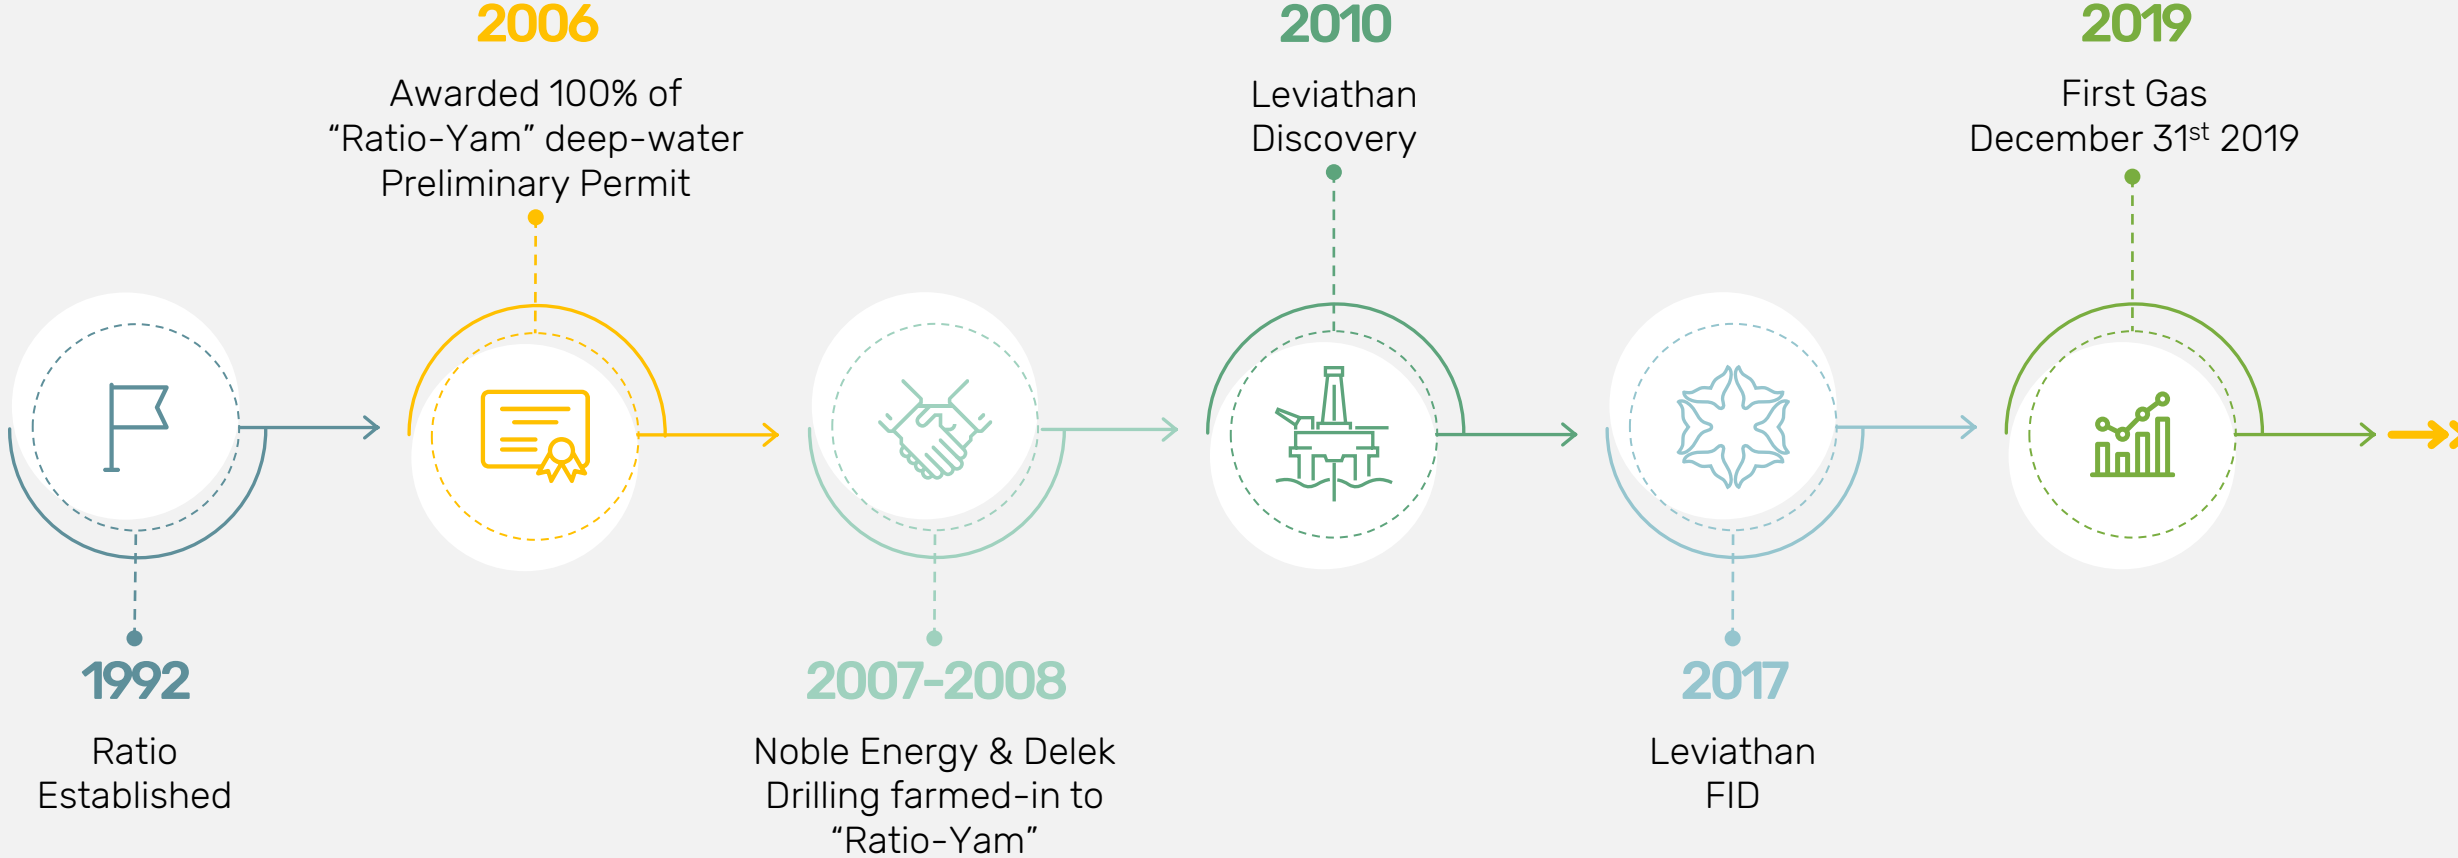 1992
Ratio
Established
2006
Awarded 100% of
“Ratio-Yam” deep-water
Preliminary Permit
2007-2008
Noble Energy & Delek
Drilling farmed-in to
“Ratio-Yam”
2010
Leviathan
Discovery
2017
Leviathan
FID
2019
First Gas
December 31st 2019